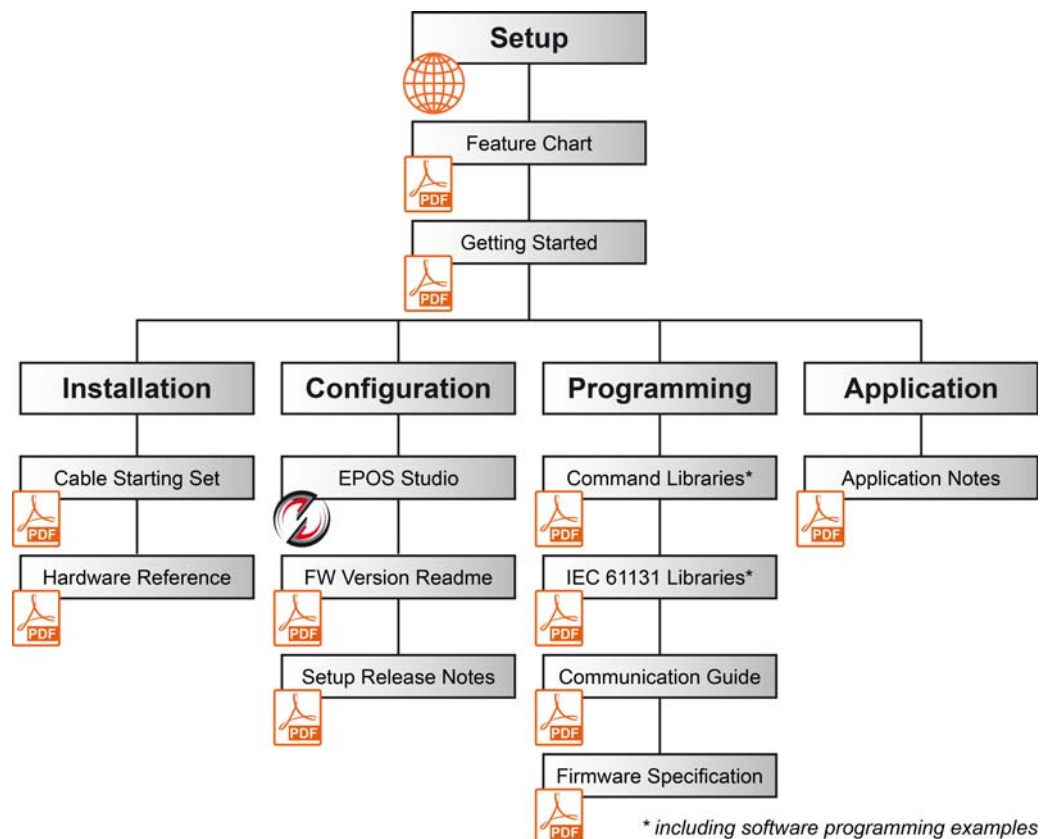 Setup
Feature Chart
PDF
Getting Started
PDF
Installation
Configuration
Programming
Application
Cable Starting Set
PDF
EPOS Studio
Command Libraries*
PDF
Application Notes
PDF
Hardware Reference
PDF
FW Version Readme
PDF
IEC 61131 Libraries*
PDF
Setup Release Notes
PDF
Communication Guide
PDF
Firmware Specification
PDF
* including software programming examples